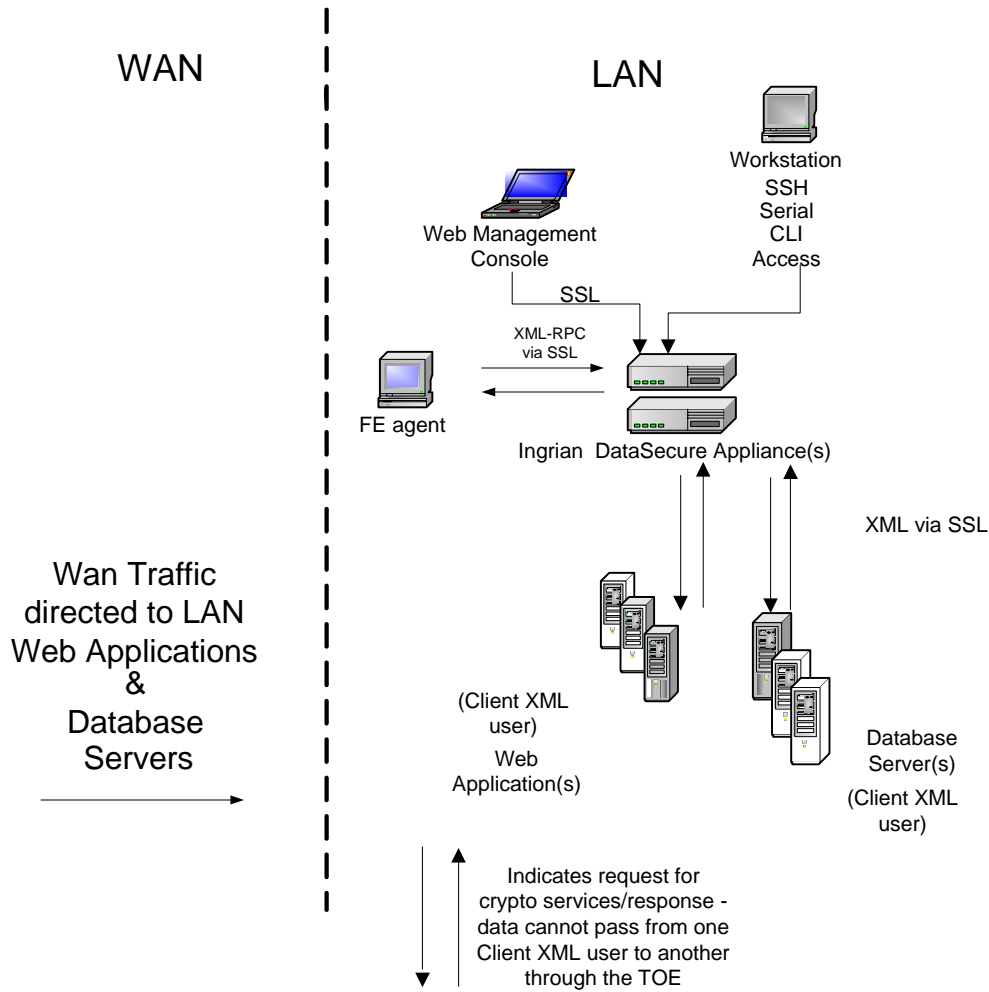 WAN
LAN
Workstation
SSH
Serial
CLI
Access
Web Management
Console
SSL
XML-RPC
via SSL
FE agent
Ingrian DataSecure Appliance(s)
XML via SSL
Wan Traffic
directed to LAN
Web Applications
&
Database
Servers
(Client XML
user)
Web
Application(s)
Database
Server(s)
(Client XML
user)
Indicates request for
crypto services/response -
data cannot pass from one
Client XML user to another
through the TOE